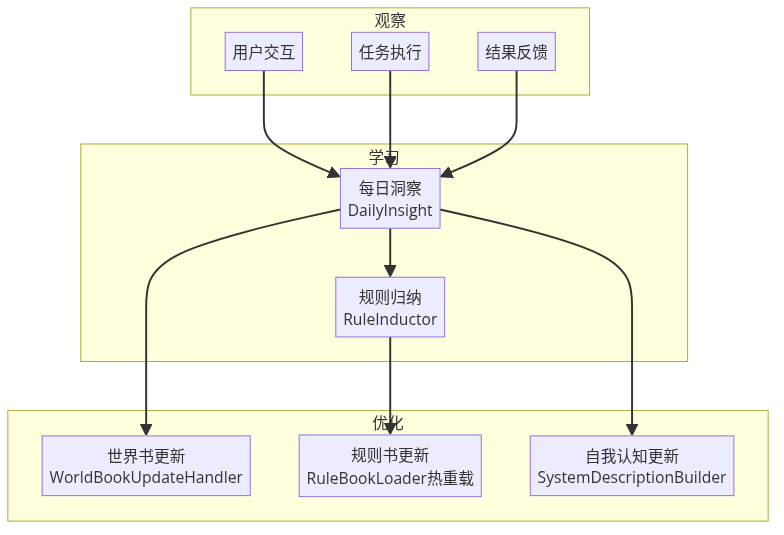 观察
用户交互
任务执行
结果反馈
学习
每日洞察
DailyInsight
规则归纳
RuleInductor
优化
世界书更新
WorldBookUpdateHandler
规则书更新
RuleBookLoader热重载
自我认知更新
SystemDescriptionBuilder